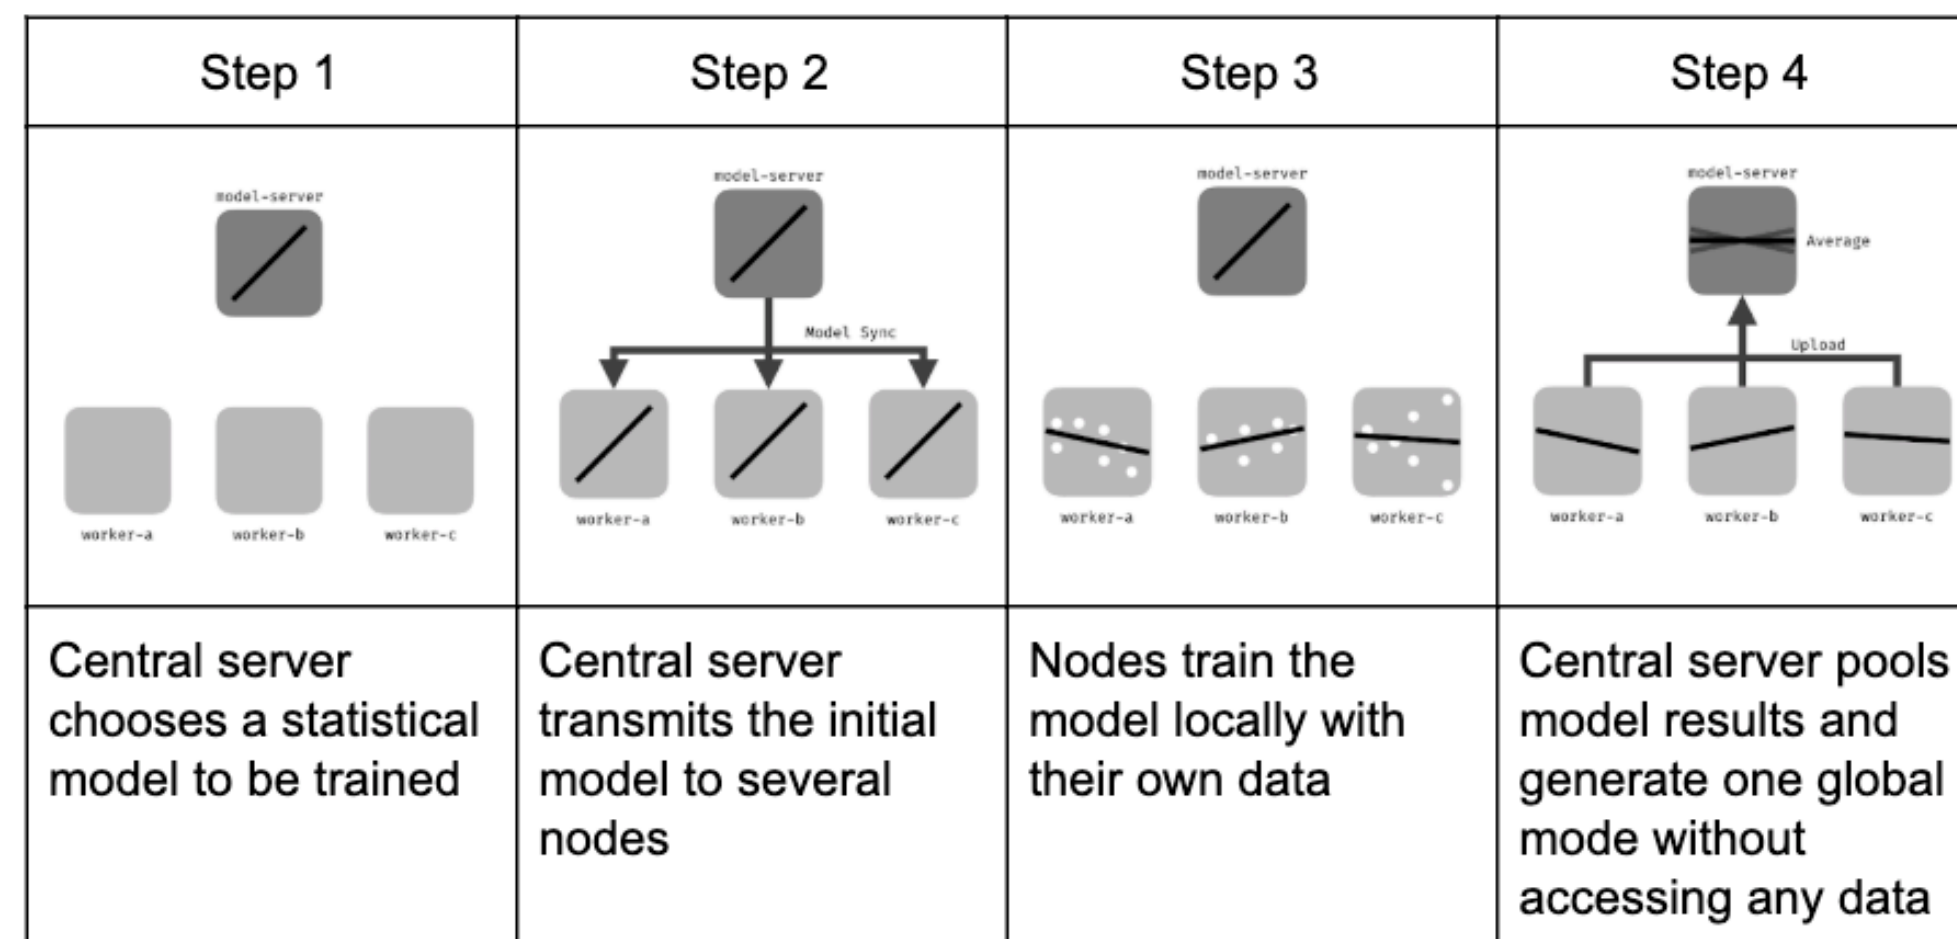 Step 1
Step 2
Step 3
Step 4
model-server
worker-a
worker-b
worker-c
model-server
Model Sync
worker-a
worker-b
worker-c
model-server
worker-a
worker-b
worker-c
model-server
Average
Upload
worker-a
worker-b
worker-c
Central server
chooses a statistical
model to be trained
Central server
transmits the initial
model to several
nodes
Nodes train the
model locally with
their own data
Central server pools
model results and
generate one global
mode without
accessing any data